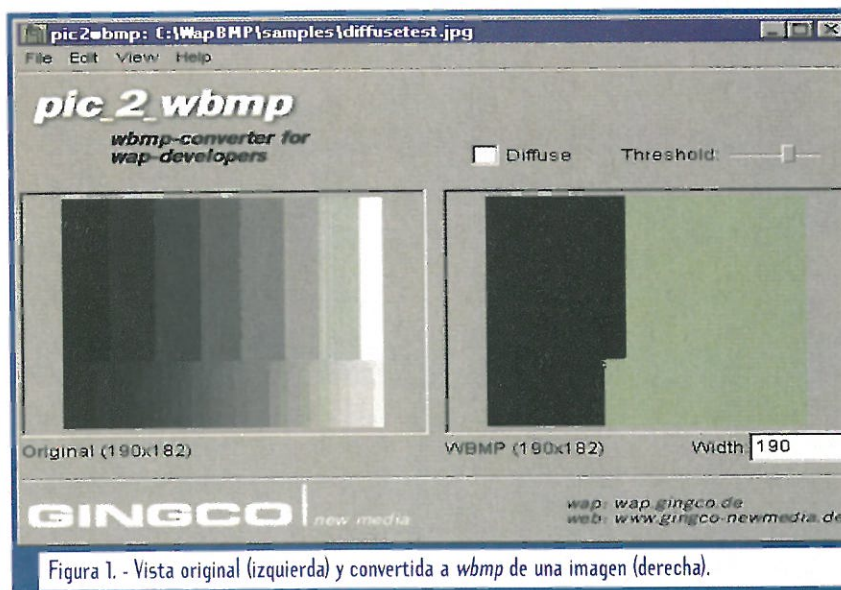 pic2wbmp: C:\WapBMP\samples\diffusetest.jpg
File Edit View Help
pic_2_wbmp
wbmp-converter for
wap-developers
Diffuse Threshold:
Original (190x182)
WBMP (190x182) Width: 190
GINGCO new media
wap: wap.gingco.de
web: www.gingco-newmedia.de
Figura 1. - Vista original (izquierda) y convertida a wbmp de una imagen (derecha).